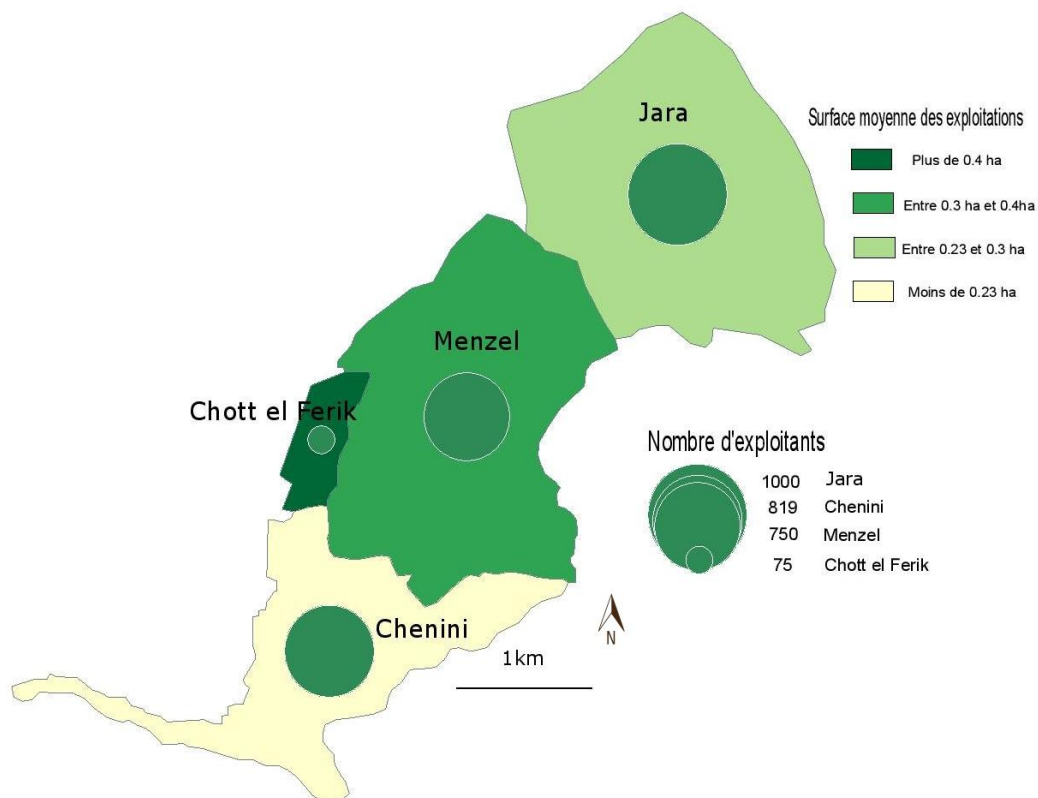 Jara
Surface moyenne des exploitations
Plus de 0.4 ha
Entre 0.3 ha et 0.4ha
Entre 0.23 et 0.3 ha
Moins de 0.23 ha
Menzel
Chott el Ferik
Nombre d'exploitants
1000 Jara
819 Chenini
750 Menzel
75 Chott el Ferik
Chenini
1km
N